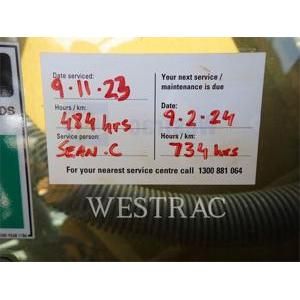 Date serviced:
9.11.23
Hours / km:
484 hrs
Service person:
SEAN.C
Your next service /
maintenance is due
Date:
9.2.24
Hours / km:
734 hrs
For your nearest service centre call 1300 881 064
WESTRAC
DS